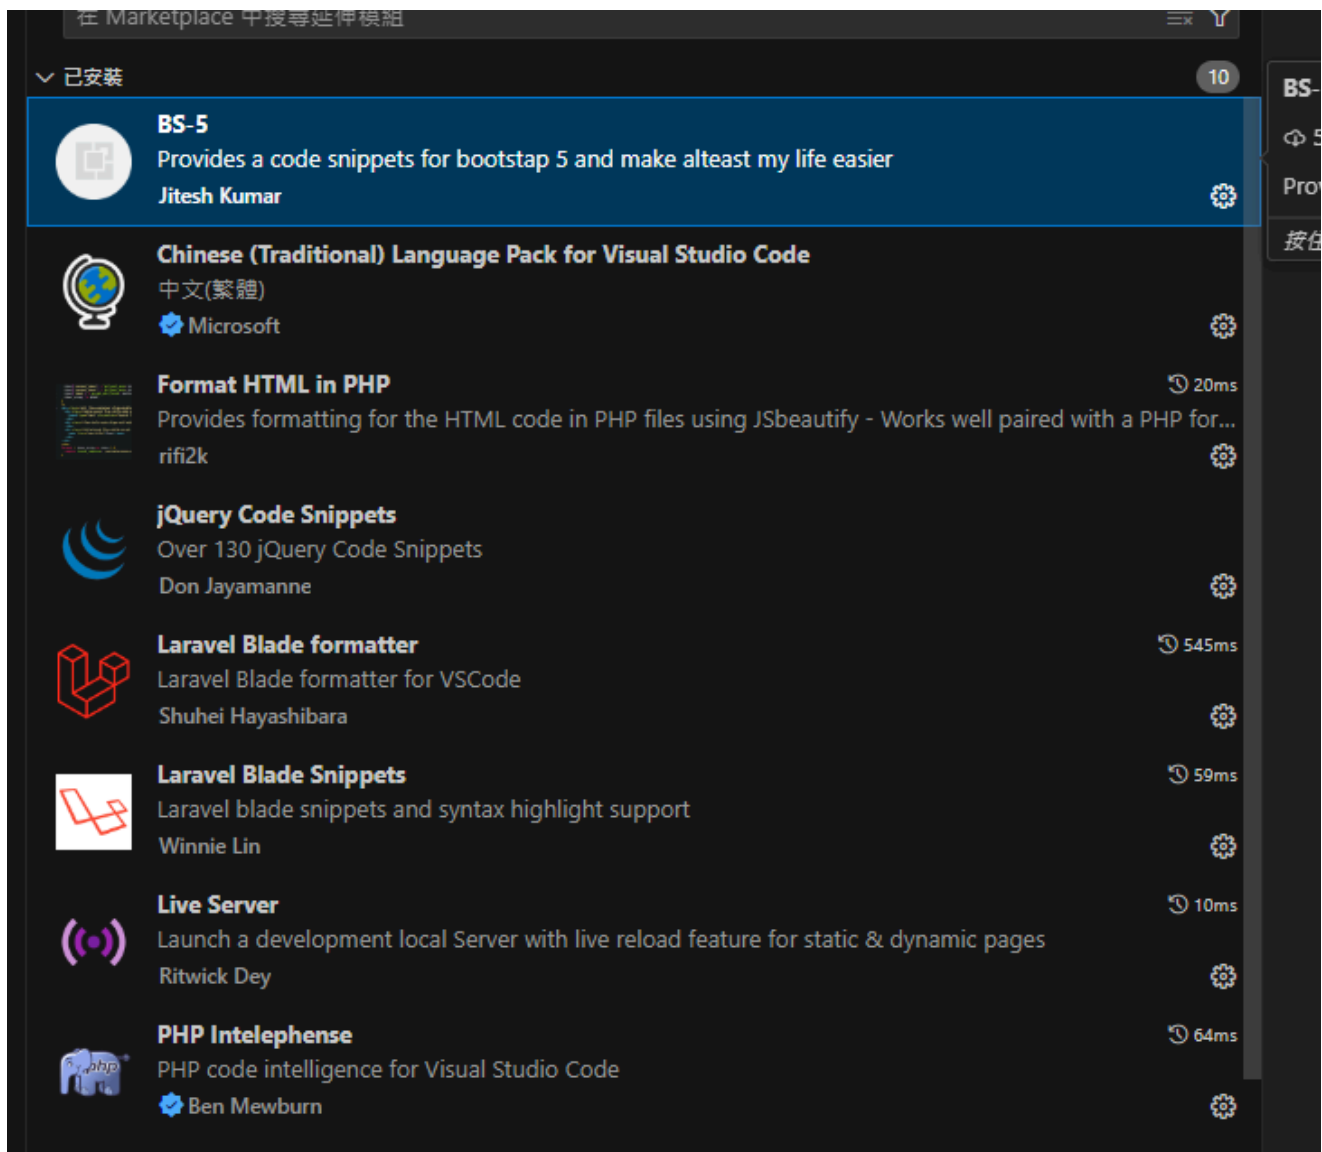 在 Marketplace 中搜尋延伸模組
已安裝
10
BS-5
Provides a code snippets for bootstap 5 and make alteast my life easier
Jitesh Kumar
Chinese (Traditional) Language Pack for Visual Studio Code
中文(繁體)
Microsoft
Format HTML in PHP
20ms
Provides formatting for the HTML code in PHP files using JSbeautify - Works well paired with a PHP for...
rifi2k
jQuery Code Snippets
Over 130 jQuery Code Snippets
Don Jayamanne
Laravel Blade formatter
545ms
Laravel Blade formatter for VSCode
Shuhei Hayashibara
Laravel Blade Snippets
59ms
Laravel blade snippets and syntax highlight support
Winnie Lin
Live Server
10ms
Launch a development local Server with live reload feature for static & dynamic pages
Ritwick Dey
PHP Intelephense
64ms
PHP code intelligence for Visual Studio Code
php
Ben Mewburn
BS-
5
Prov
按任